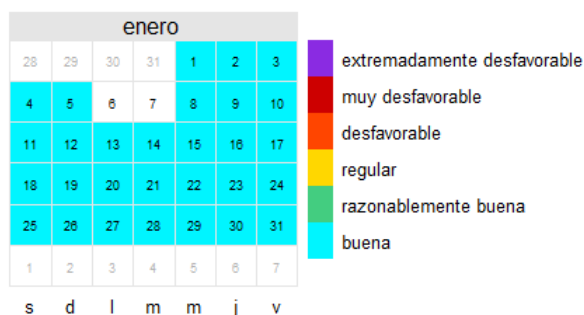 enero
28 29 30 31 1 2 3
4 5 6 7 8 9 10
11 12 13 14 15 16 17
18 19 20 21 22 23 24
25 26 27 28 29 30 31
1 2 3 4 5 6 7
s d l m m j v
extremadamente desfavorable
muy desfavorable
desfavorable
regular
razonablemente buena
buena